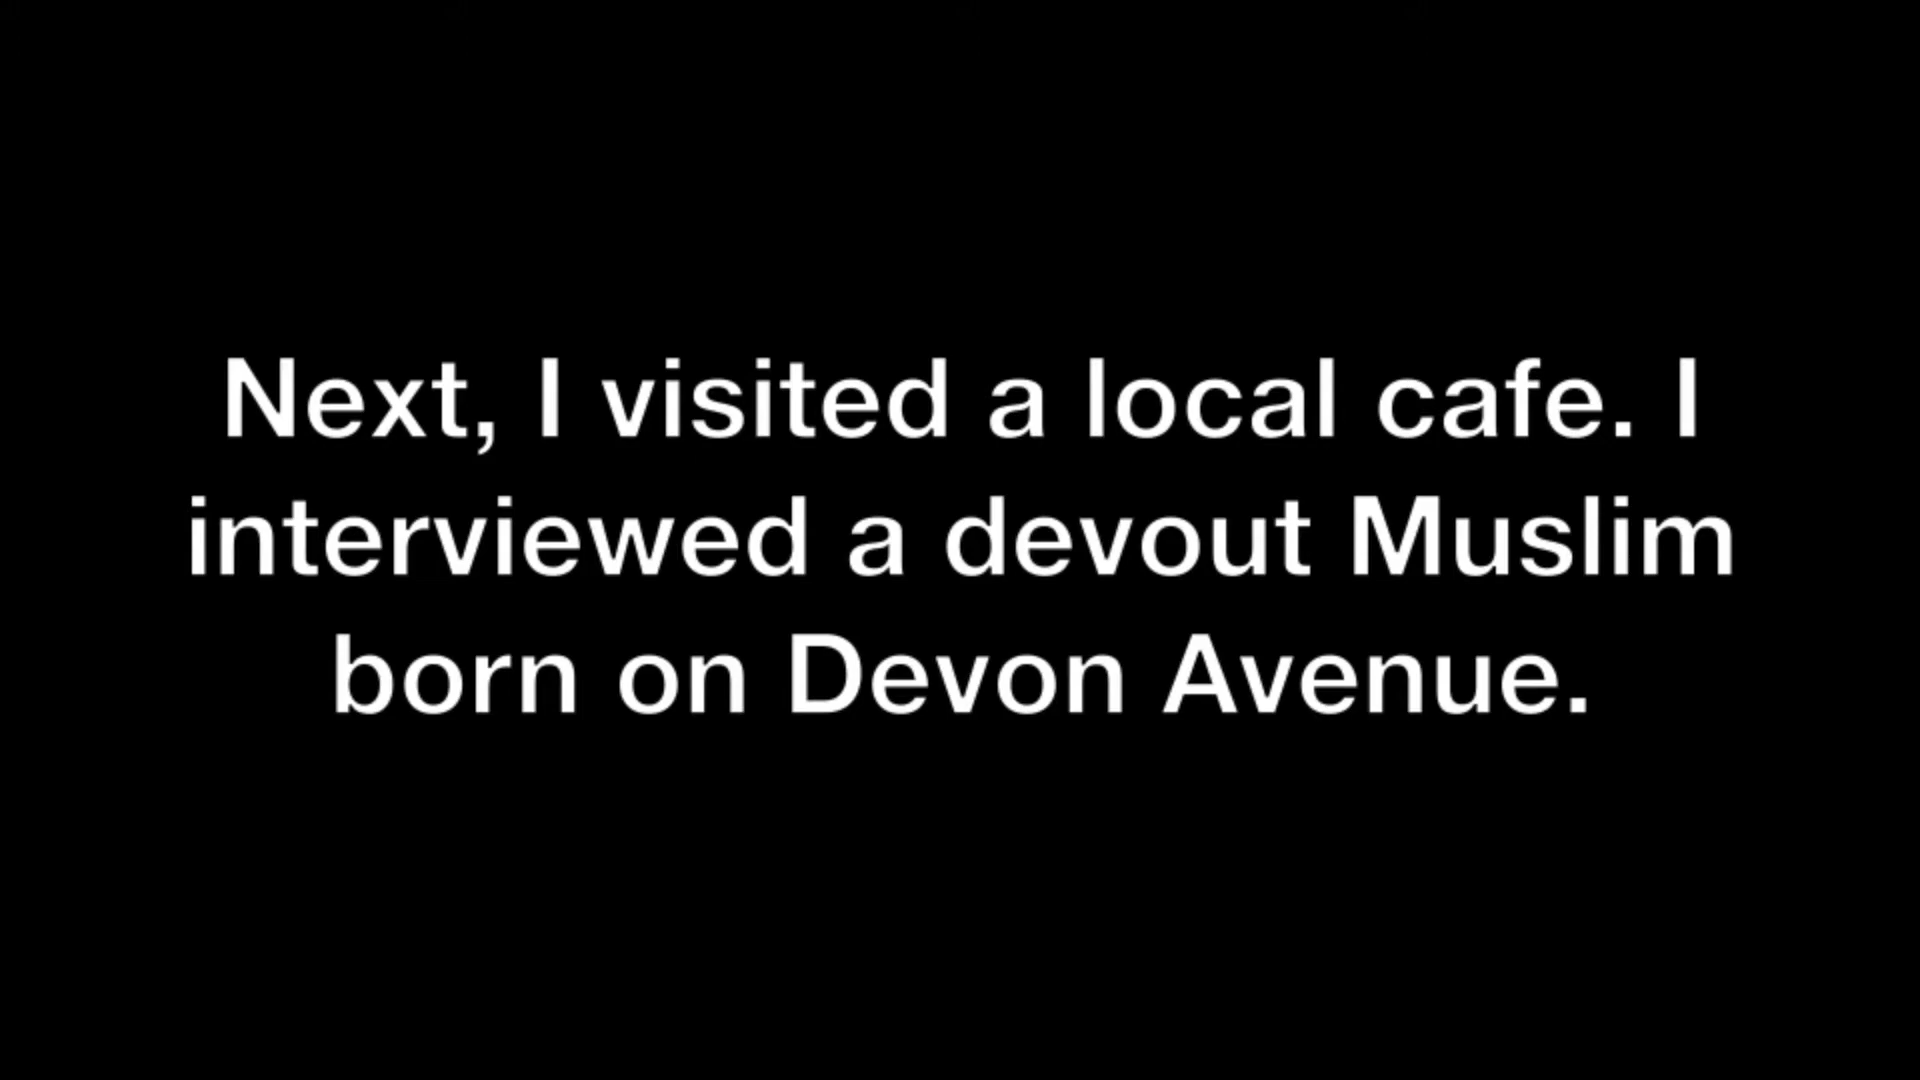 Next, I visited a local cafe. I
interviewed a devout Muslim
born on Devon Avenue.